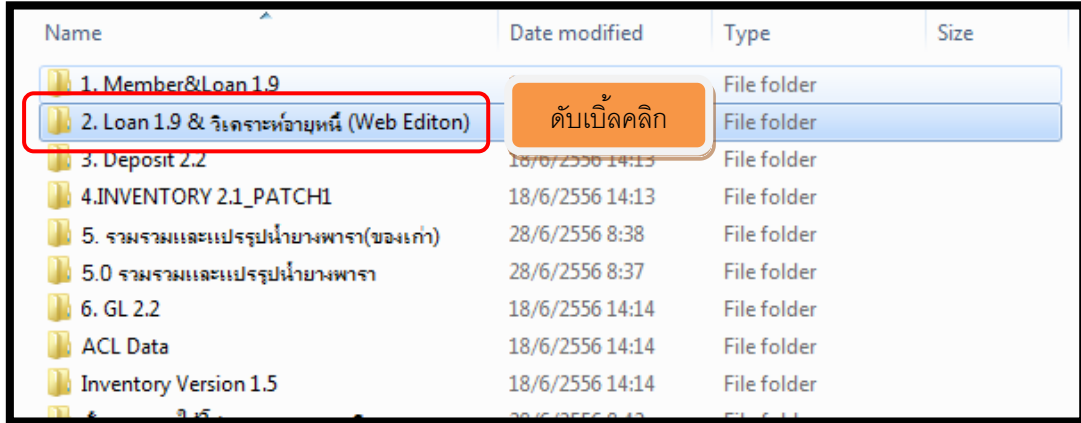 Name Date modified Type Size
1. Member&Loan 1.9 File folder
2. Loan 1.9 & วิเคราะห์อายุหนี้ (Web Editon) ดับเบิ้ลคลิก File folder
3. Deposit 2.2 18/6/2556 14:13 File folder
4.INVENTORY 2.1_PATCH1 18/6/2556 14:13 File folder
5. รวมรวมและแปรรูปน้ำยางพารา(ของเก่า) 28/6/2556 8:38 File folder
5.0 รวมรวมและแปรรูปน้ำยางพารา 28/6/2556 8:37 File folder
6. GL 2.2 18/6/2556 14:14 File folder
ACL Data 18/6/2556 14:14 File folder
Inventory Version 1.5 18/6/2556 14:14 File folder